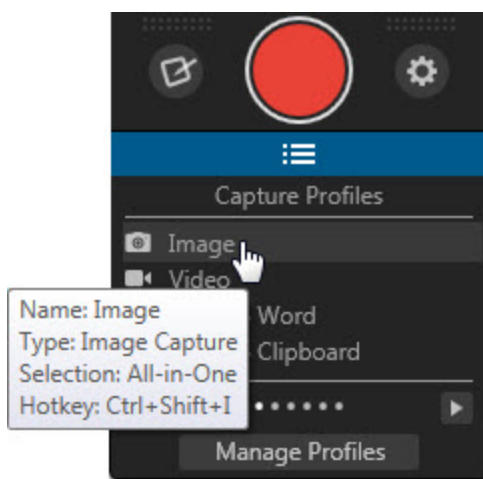 Capture Profiles
Image
Video
Name: Image
Type: Image Capture
Selection: All-in-One
Hotkey: Ctrl+Shift+I
Word
Clipboard
Manage Profiles